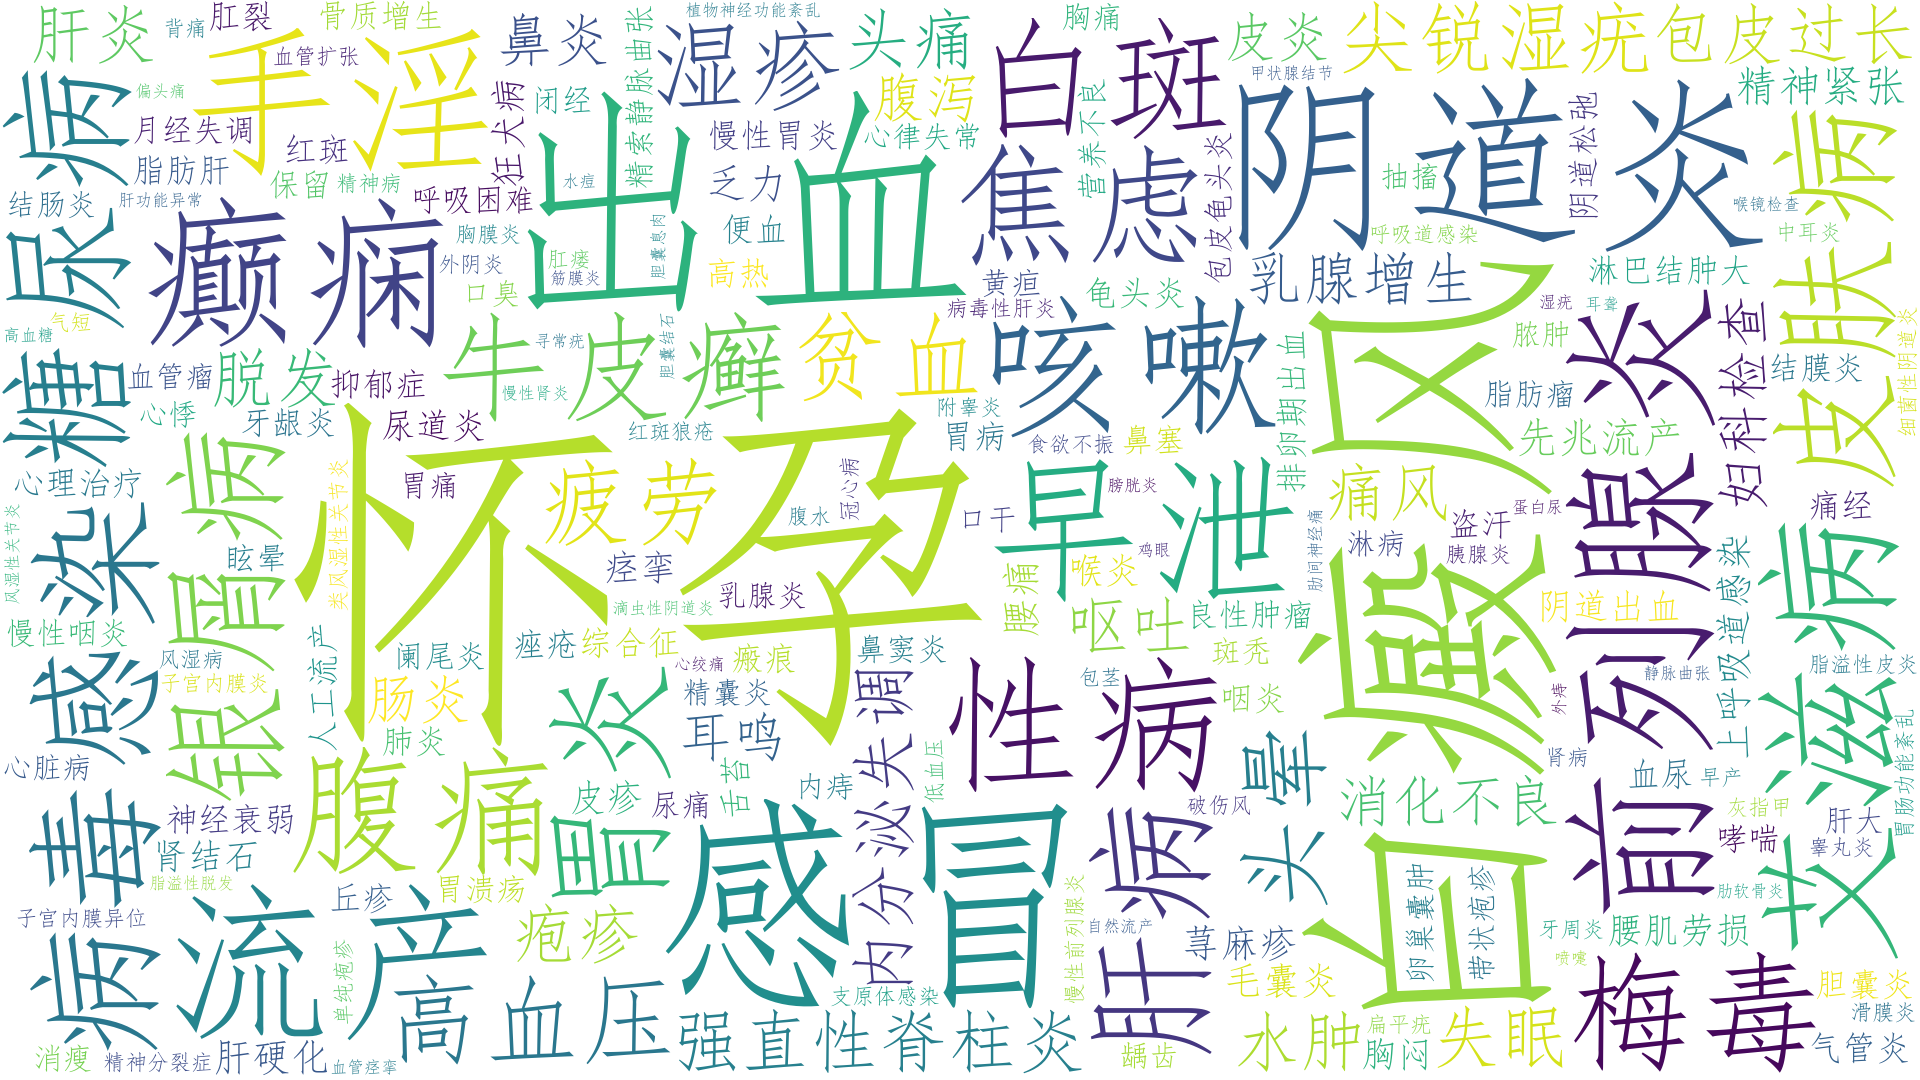 肝炎
背痛
肛裂
骨质增生
鼻炎
精索静脉曲张
植物神经功能紊乱
湿疹
头痛
白斑
胸痛
皮炎
尖锐湿疣
包皮过长
手淫
血管扩张
偏头痛
月经失调
狂犬病
闭经
腹泻
慢性胃炎
心律失常
营养不良
甲状腺结节
精神紧张
阴道炎
阴道松弛
抽搐
尿病
脂肪肝
红斑
保留
精神病
呼吸困难
出血
水痘
乏力
焦虑
包皮龟头炎
喉镜检查
结肠炎
肝功能异常
癫痫
胸膜炎
外阴炎
肛瘘
筋膜炎
胆囊息肉
便血
高热
黄疸
病毒性肝炎
龟头炎
乳腺增生
呼吸道感染
淋巴结肿大
中耳炎
湿疣
耳聋
口臭
高血糖
气短
糖
血管瘤
脱发
抑郁症
牛皮癣
寻常疣
胆囊结石
慢性肾炎
贫血
咳嗽
白癜风
脓肿
妇科检查
结膜炎
细菌性阴道炎
皮肤病
心悸
牙龈炎
尿道炎
红斑狼疮
附睾炎
胃病
食欲不振
鼻塞
排卵期出血
脂肪瘤
先兆流产
前列腺炎
心理治疗
银屑病
类风湿性关节炎
风湿性关节炎
胃痛
怀孕
疲劳
冠心病
腹水
口干
早泄
膀胱炎
鸡眼
肋间神经痛
痛风
盗汗
蛋白尿
痛经
淋病
胰腺炎
眩晕
痉挛
乳腺炎
滴虫性阴道炎
腰痛
喉炎
呕吐
良性肿瘤
阴道出血
上呼吸道感染
艾滋病
慢性咽炎
病毒感染
风湿病
子宫内膜炎
人工流产
阑尾炎
痤疮
综合征
瘢痕
心绞痛
鼻窦炎
包茎
斑秃
外痔
静脉曲张
脂溢性皮炎
肠炎
胃炎
精囊炎
耳鸣
内分泌失调
性病
咽炎
头晕
肾病
血尿
早产
胃肠功能紊乱
心脏病
肺炎
腹痛
舌苔
低血压
内痔
皮疹
尿痛
感冒
破伤风
消化不良
灰指甲
哮喘
肝大
睾丸炎
神经衰弱
肾结石
脂溢性脱发
胃溃疡
肝病
卵巢囊肿
带状疱疹
肋软骨炎
子宫内膜异位
丘疹
流产
疱疹
慢性前列腺炎
自然流产
荨麻疹
牙周炎
腰肌劳损
喷嚏
单纯疱疹
高血压
支原体感染
毛囊炎
梅毒
胆囊炎
滑膜炎
消瘦
精神分裂症
肝硬化
血管痉挛
强直性脊柱炎
龋齿
水肿
扁平疣
胸闷
失眠
气管炎